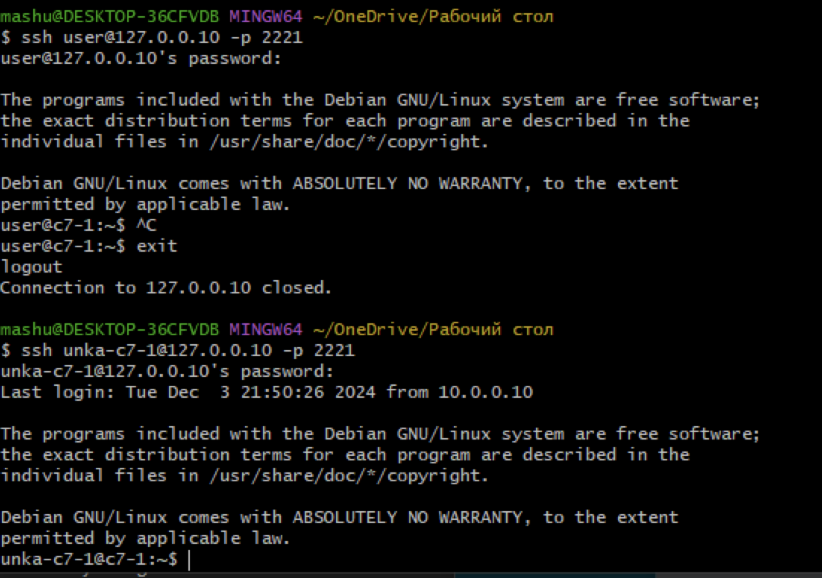 mashu@DESKTOP-36CFVDB MINGW64 ~/OneDrive/Рабочий стол
$ ssh user@127.0.0.10 -p 2221
user@127.0.0.10's password:
The programs included with the Debian GNU/Linux system are free software;
the exact distribution terms for each program are described in the
individual files in /usr/share/doc/*/copyright.
Debian GNU/Linux comes with ABSOLUTELY NO WARRANTY, to the extent
permitted by applicable law.
user@c7-1:~$ ^C
user@c7-1:~$ exit
logout
Connection to 127.0.0.10 closed.
mashu@DESKTOP-36CFVDB MINGW64 ~/OneDrive/Рабочий стол
$ ssh unka-c7-1@127.0.0.10 -p 2221
unka-c7-1@127.0.0.10's password:
Last login: Tue Dec  3 21:50:26 2024 from 10.0.0.10
The programs included with the Debian GNU/Linux system are free software;
the exact distribution terms for each program are described in the
individual files in /usr/share/doc/*/copyright.
Debian GNU/Linux comes with ABSOLUTELY NO WARRANTY, to the extent
permitted by applicable law.
unka-c7-1@c7-1:~$